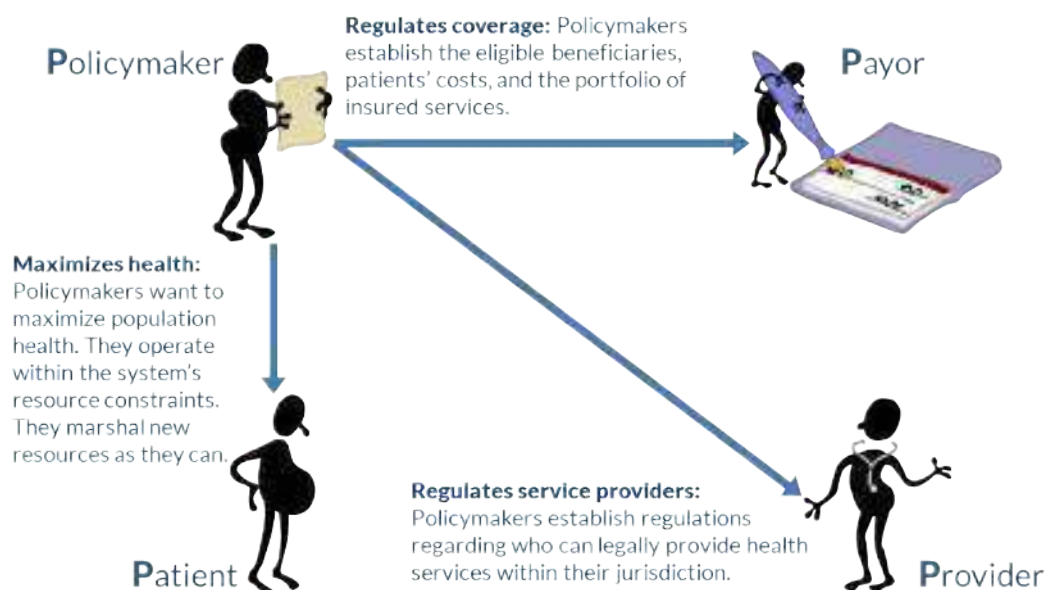 Policymaker
Regulates coverage: Policymakers
establish the eligible beneficiaries,
patients' costs, and the portfolio of
insured services.
Payor
Maximizes health:
Policymakers want to
maximize population
health. They operate
within the system's
resource constraints.
They marshal new
resources as they can.
Patient
Regulates service providers:
Policymakers establish regulations
regarding who can legally provide health
services within their jurisdiction.
Provider